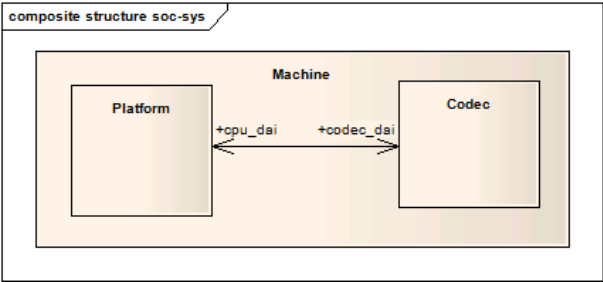 composite structure soc-sys
Machine
Platform
Codec
+cpu_dai
+codec_dai